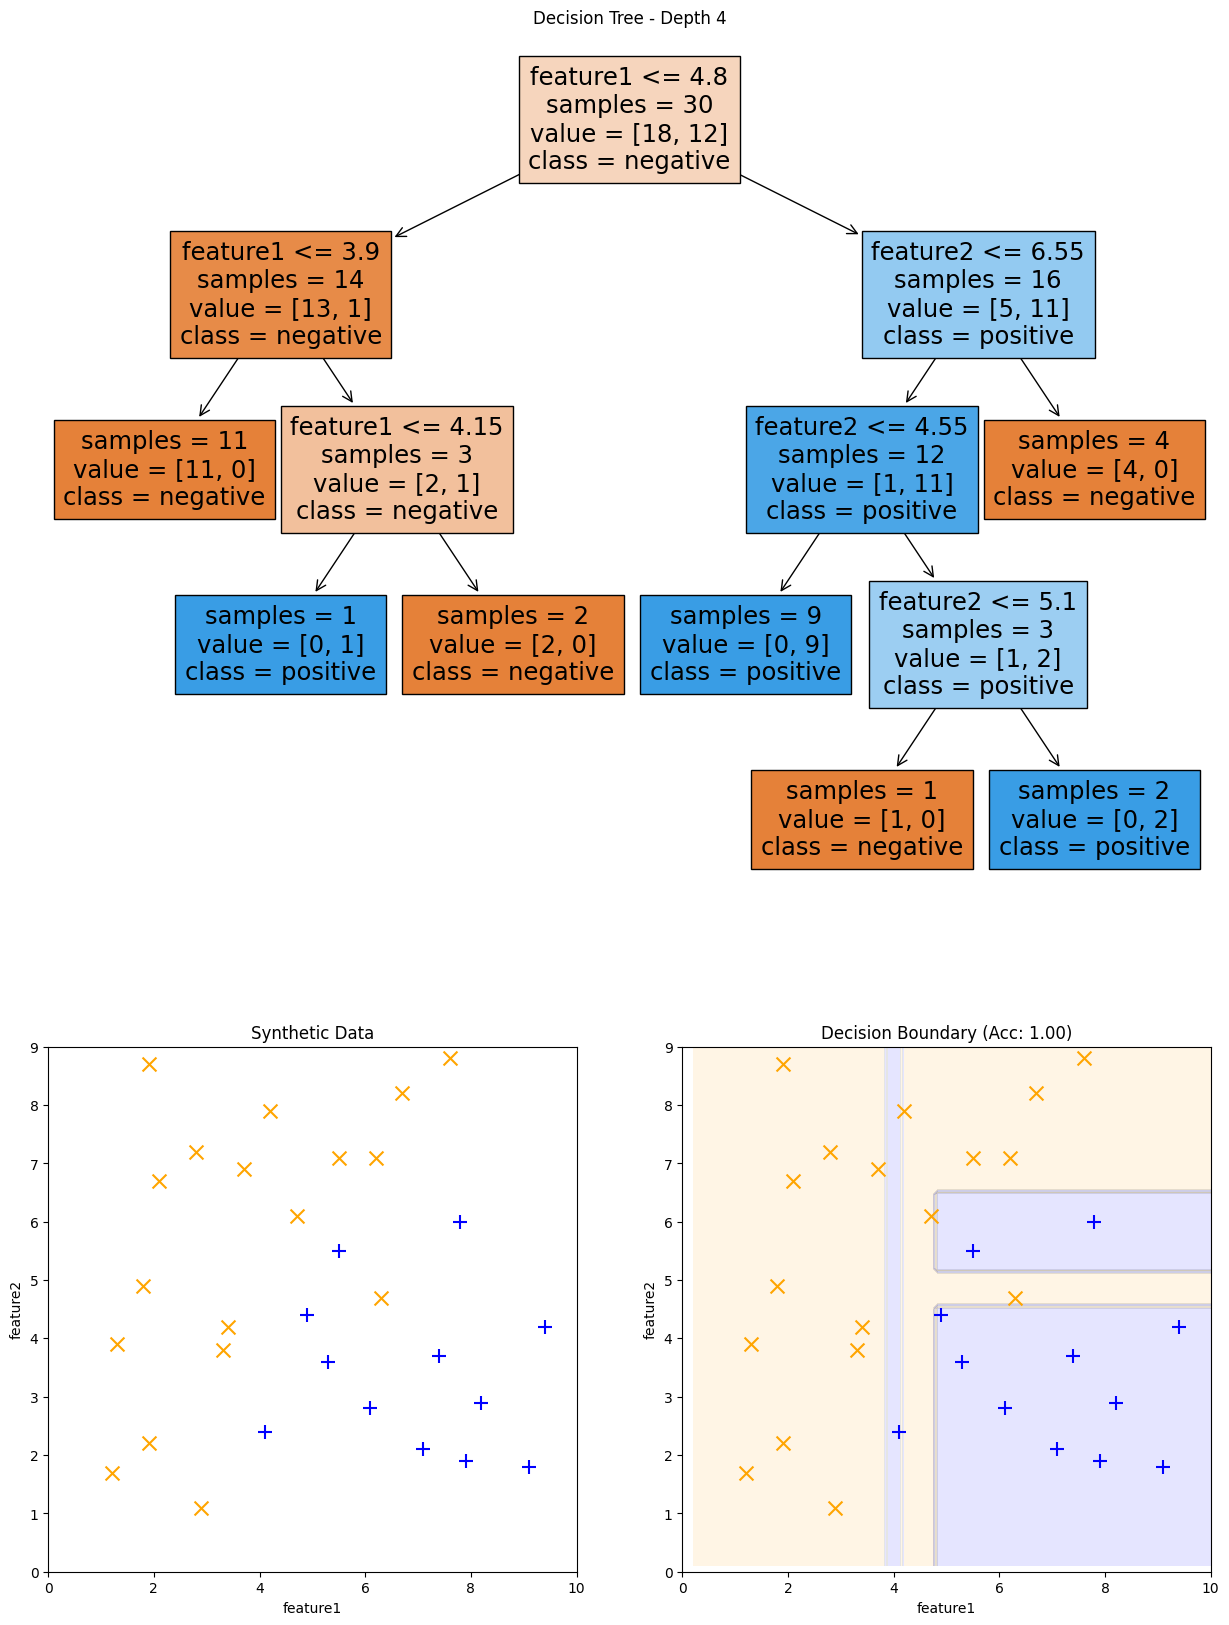 Decision Tree - Depth 4
feature1 <= 4.8
samples = 30
value = [18, 12]
class = negative
feature1 <= 3.9
samples = 14
value = [13, 1]
class = negative
feature2 <= 6.55
samples = 16
value = [5, 11]
class = positive
samples = 11
value = [11, 0]
class = negative
feature1 <= 4.15
samples = 3
value = [2, 1]
class = negative
feature2 <= 4.55
samples = 12
value = [1, 11]
class = positive
samples = 4
value = [4, 0]
class = negative
samples = 1
value = [0, 1]
class = positive
samples = 2
value = [2, 0]
class = negative
samples = 9
value = [0, 9]
class = positive
feature2 <= 5.1
samples = 3
value = [1, 2]
class = positive
samples = 1
value = [1, 0]
class = negative
samples = 2
value = [0, 2]
class = positive
Synthetic Data
9
8
7
6
5
4
3
2
1
0
feature2
0 2 4 6 8 10
feature1
Decision Boundary (Acc: 1.00)
9
8
7
6
5
4
3
2
1
0
feature2
0 2 4 6 8 10
feature1